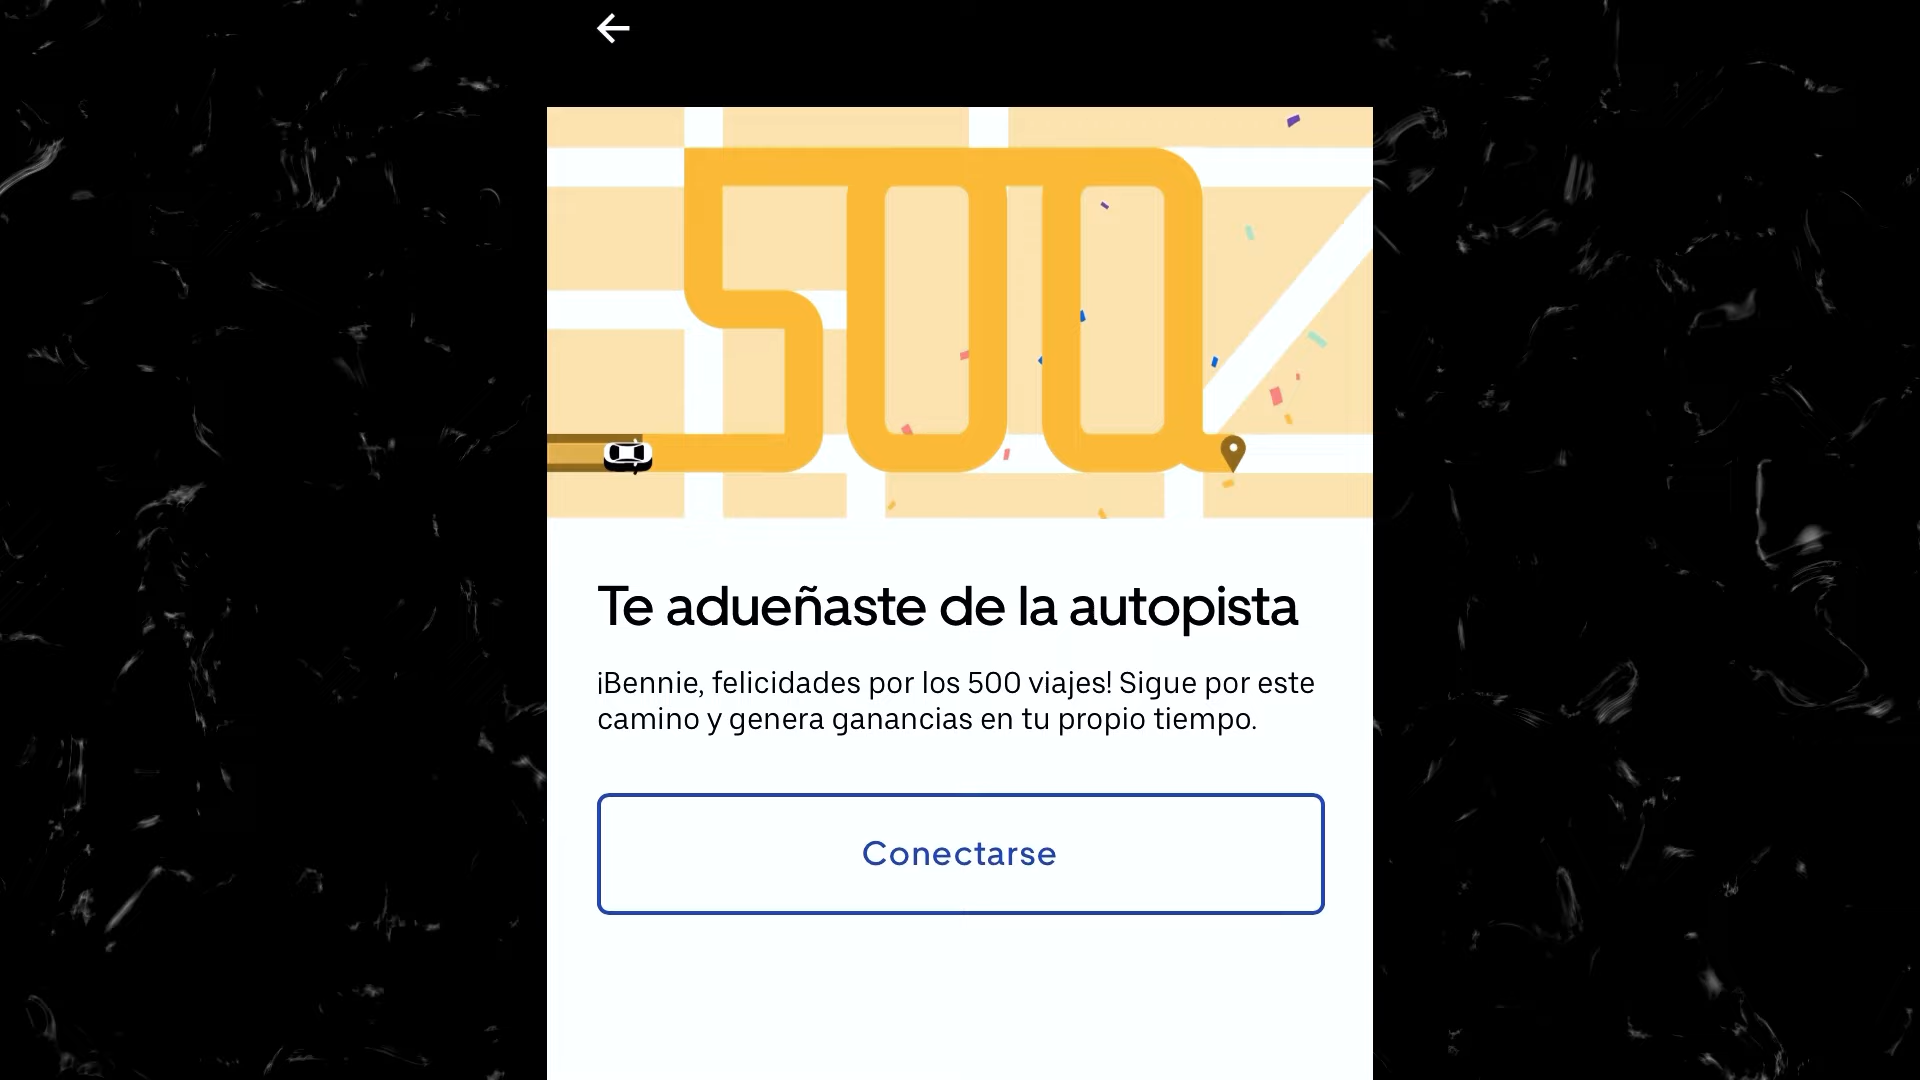 500
Te adueñaste de la autopista
¡Bennie, felicidades por los 500 viajes! Sigue por este
camino y genera ganancias en tu propio tiempo.
Conectarse